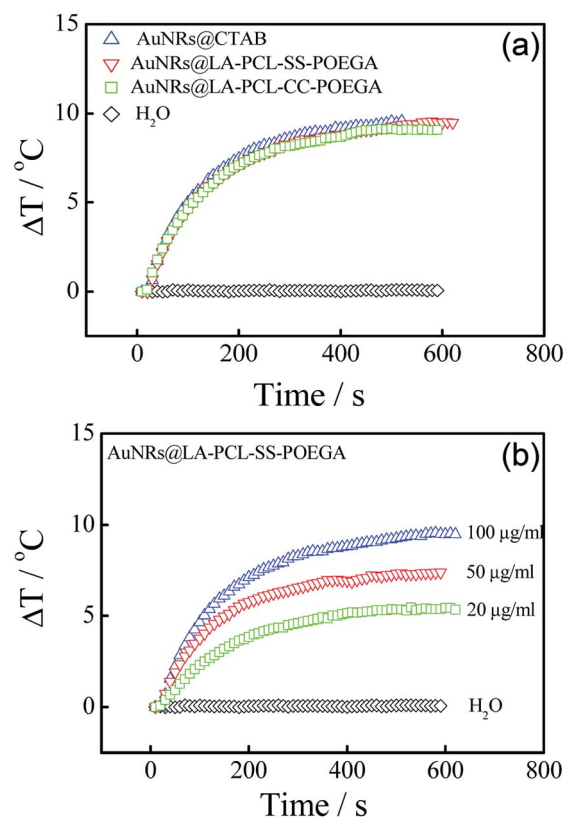 (a)
AuNRs@CTAB
AuNRs@LA-PCL-SS-POEGA
AuNRs@LA-PCL-CC-POEGA
H₂O
15
10
5
0
ΔT / °C
0 200 400 600 800
Time / s
(b)
AuNRs@LA-PCL-SS-POEGA
15
10
5
0
ΔT / °C
100 μg/ml
50 μg/ml
20 μg/ml
H₂O
0 200 400 600 800
Time / s